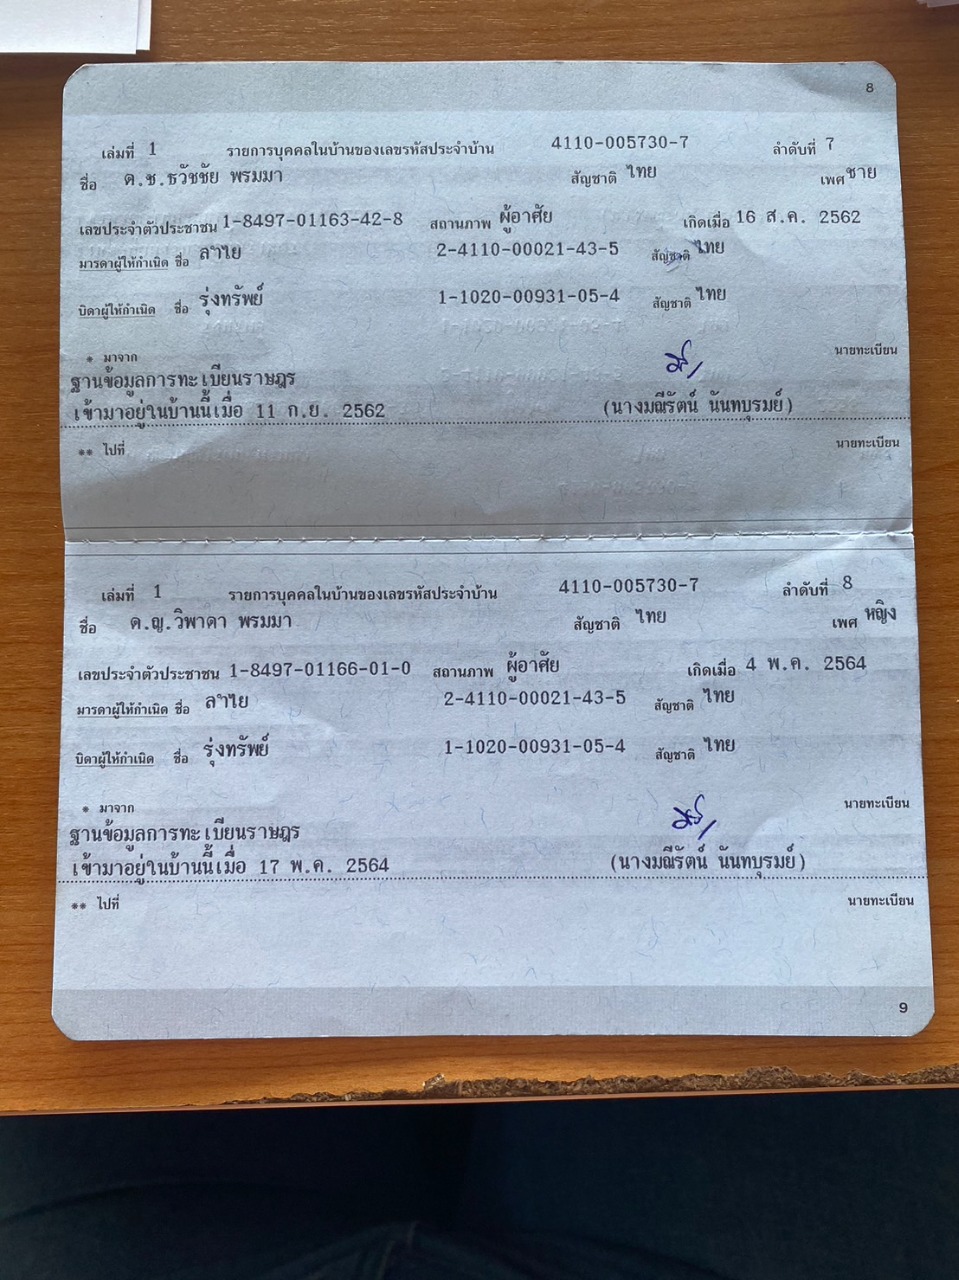 8
เล่มที่ 1 รายการบุคคลในบ้านของเลขรหัสประจำบ้าน 4110-005730-7 ลำดับที่ 7
ชื่อ ด.ช.ธวัชชัย พรมมา สัญชาติ ไทย เพศ ชาย
เลขประจำตัวประชาชน 1-8497-01163-42-8 สถานภาพ ผู้อาศัย เกิดเมื่อ 16 ส.ค. 2562
มารดาผู้ให้กำเนิด ชื่อ ลำไย 2-4110-00021-43-5 สัญชาติ ไทย
บิดาผู้ให้กำเนิด ชื่อ รุ่งทรัพย์ 1-1020-00931-05-4 สัญชาติ ไทย
* มาจาก นายทะเบียน
ฐานข้อมูลการทะเบียนราษฎร
เข้ามาอยู่ในบ้านนี้เมื่อ 11 ก.ย. 2562 (นางมณีรัตน์ นันทบุรมย์)
** ไปที่ นายทะเบียน
เล่มที่ 1 รายการบุคคลในบ้านของเลขรหัสประจำบ้าน 4110-005730-7 ลำดับที่ 8
ชื่อ ด.ญ.วิพาดา พรมมา สัญชาติ ไทย เพศ หญิง
เลขประจำตัวประชาชน 1-8497-01166-01-0 สถานภาพ ผู้อาศัย เกิดเมื่อ 4 พ.ค. 2564
มารดาผู้ให้กำเนิด ชื่อ ลำไย 2-4110-00021-43-5 สัญชาติ ไทย
บิดาผู้ให้กำเนิด ชื่อ รุ่งทรัพย์ 1-1020-00931-05-4 สัญชาติ ไทย
* มาจาก นายทะเบียน
ฐานข้อมูลการทะเบียนราษฎร
เข้ามาอยู่ในบ้านนี้เมื่อ 17 พ.ค. 2564 (นางมณีรัตน์ นันทบุรมย์)
** ไปที่ นายทะเบียน
9